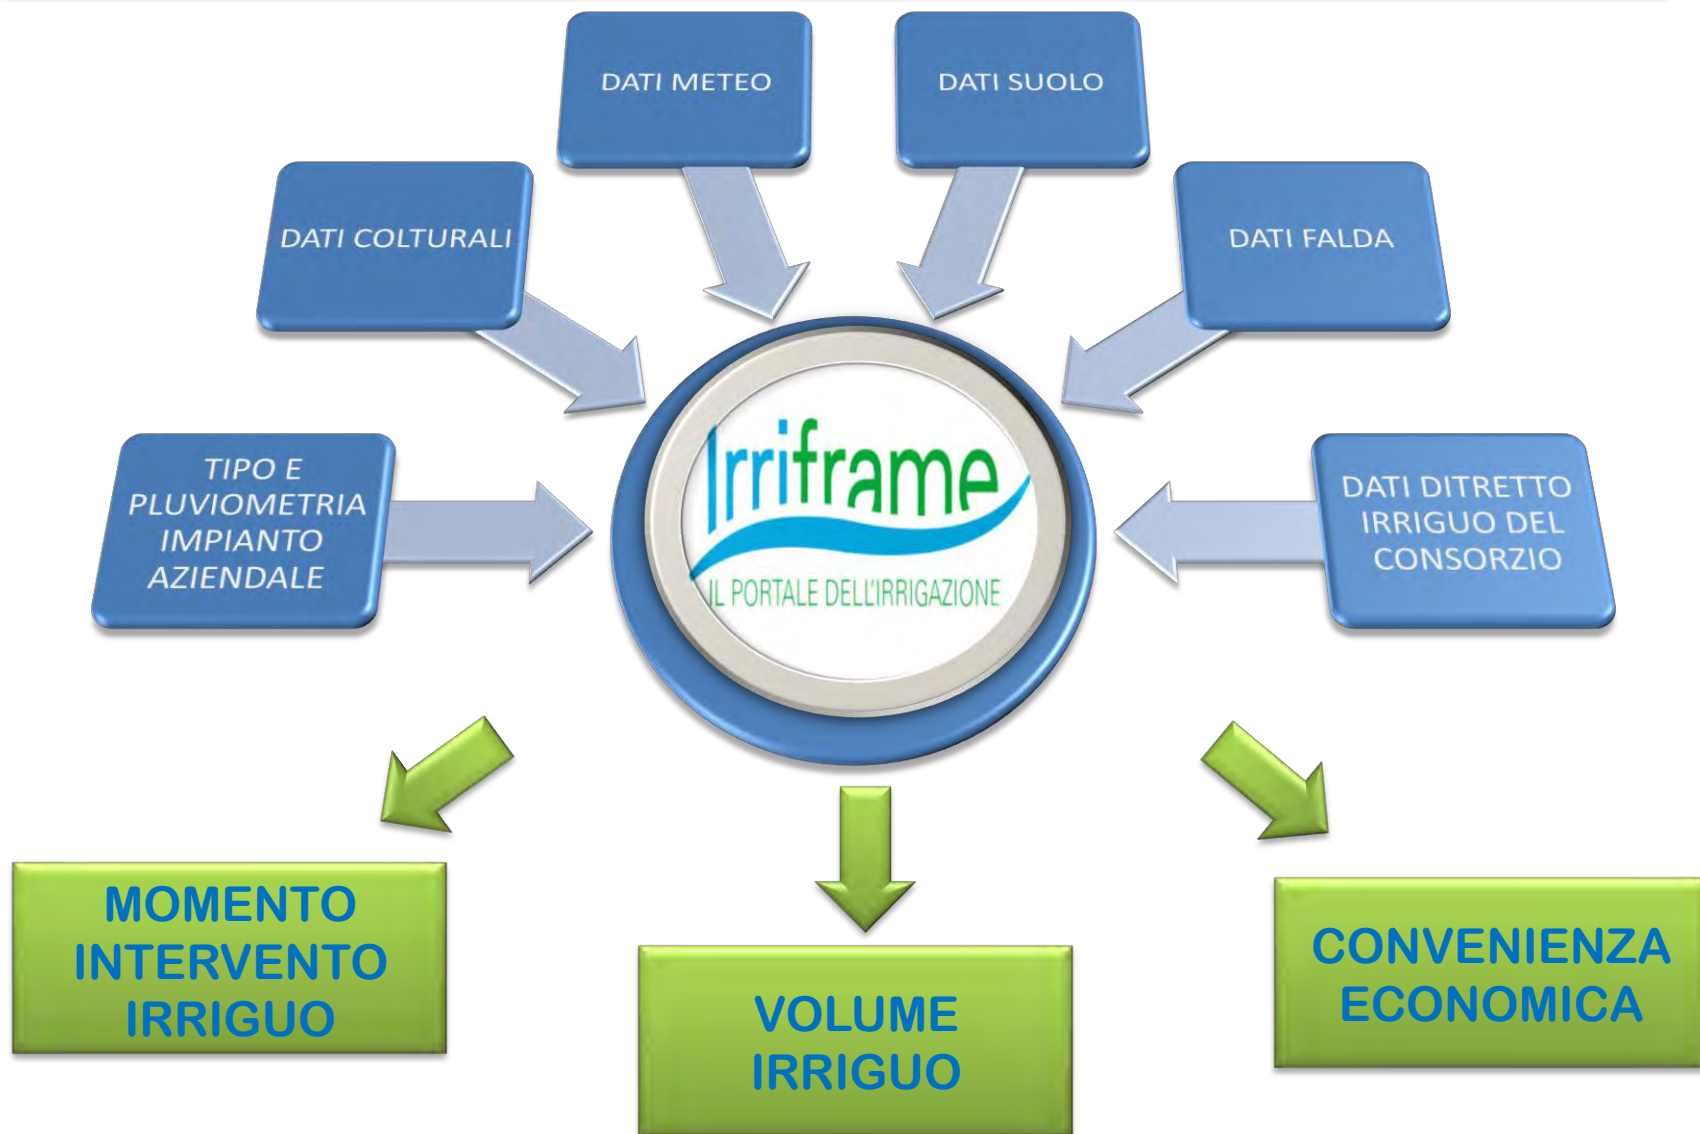 DATI METEO
DATI SUOLO
DATI COLTURALI
DATI FALDA
TIPO E
PLUVIOMETRIA
IMPIANTO
AZIENDALE
Irriframe
IL PORTALE DELL'IRRIGAZIONE
DATI DITRETTO
IRRIGUO DEL
CONSORZIO
MOMENTO
INTERVENTO
IRRIGUO
VOLUME
IRRIGUO
CONVENIENZA
ECONOMICA